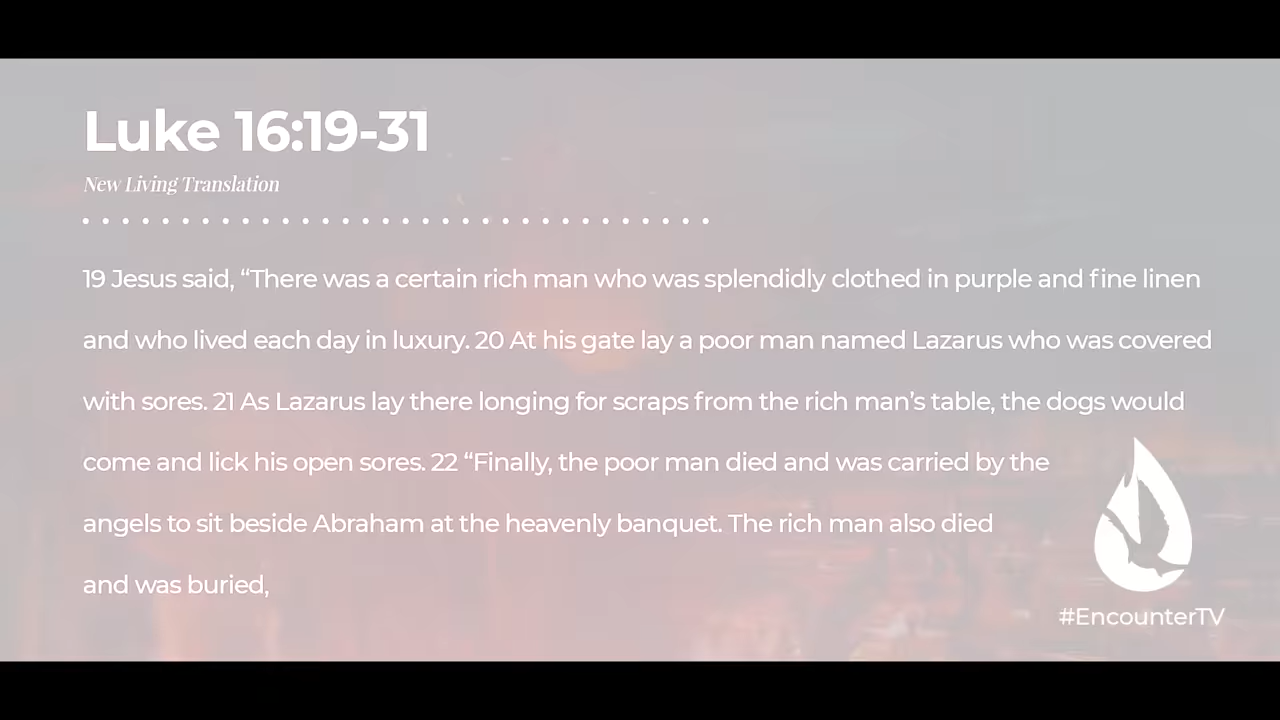 Luke 16:19-31
New Living Translation
19 Jesus said, “There was a certain rich man who was splendidly clothed in purple and fine linen
and who lived each day in luxury. 20 At his gate lay a poor man named Lazarus who was covered
with sores. 21 As Lazarus lay there longing for scraps from the rich man’s table, the dogs would
come and lick his open sores. 22 “Finally, the poor man died and was carried by the
angels to sit beside Abraham at the heavenly banquet. The rich man also died
and was buried,
#EncounterTV